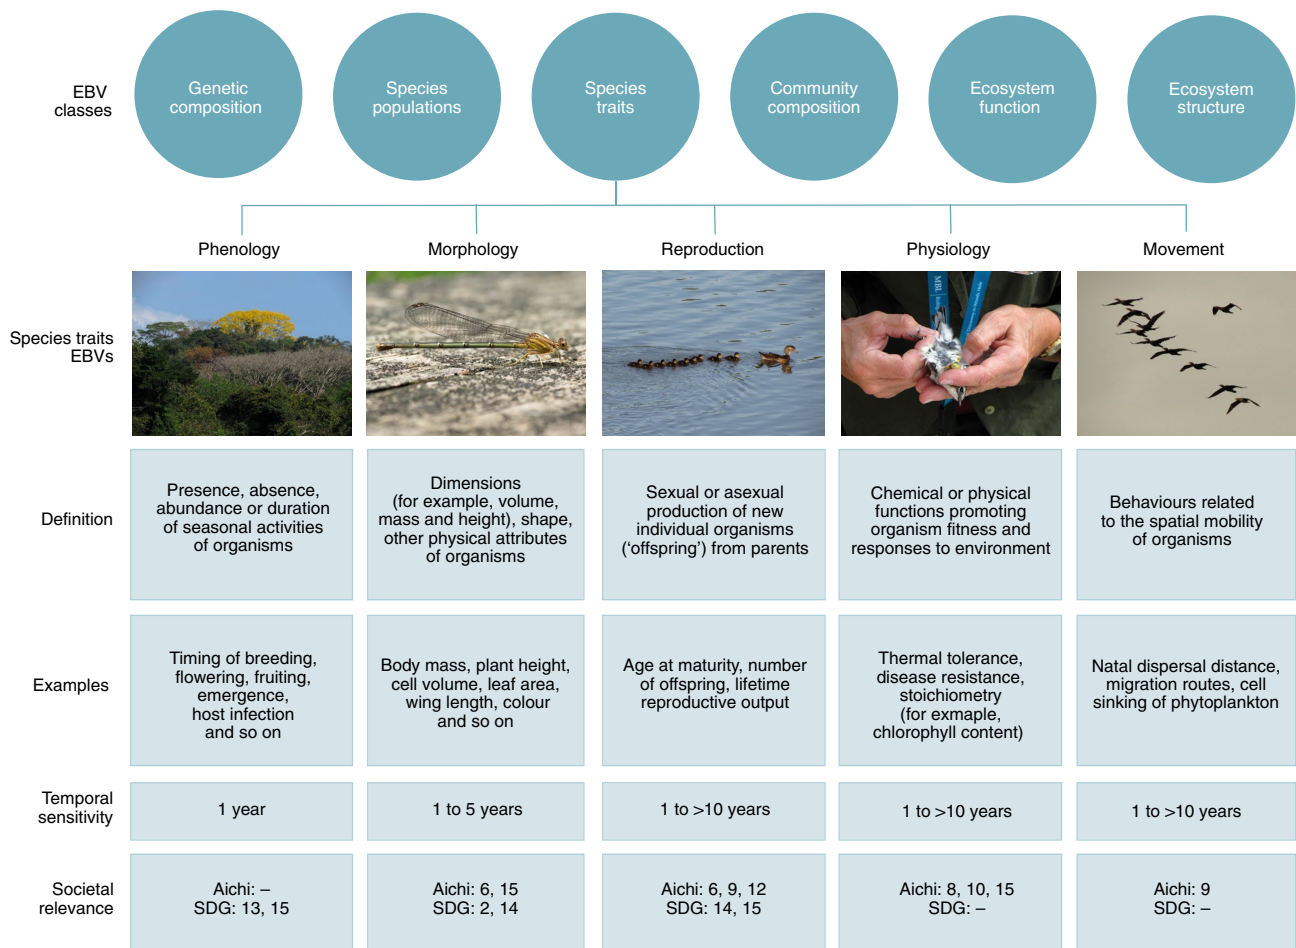 EBV
classes
Genetic
composition
Species
populations
Species
traits
Community
composition
Ecosystem
function
Ecosystem
structure
Phenology
Morphology
Reproduction
Physiology
Movement
Species traits
EBVs
MBL
Definition
Presence, absence,
abundance or duration
of seasonal activities
of organisms
Dimensions
(for example, volume,
mass and height), shape,
other physical attributes
of organisms
Sexual or asexual
production of new
individual organisms
(‘offspring’) from parents
Chemical or physical
functions promoting
organism fitness and
responses to environment
Behaviours related
to the spatial mobility
of organisms
Examples
Timing of breeding,
flowering, fruiting,
emergence,
host infection
and so on
Body mass, plant height,
cell volume, leaf area,
wing length, colour
and so on
Age at maturity, number
of offspring, lifetime
reproductive output
Thermal tolerance,
disease resistance,
stoichiometry
(for exmaple,
chlorophyll content)
Natal dispersal distance,
migration routes, cell
sinking of phytoplankton
Temporal
sensitivity
1 year
1 to 5 years
1 to >10 years
1 to >10 years
1 to >10 years
Societal
relevance
Aichi: –
SDG: 13, 15
Aichi: 6, 15
SDG: 2, 14
Aichi: 6, 9, 12
SDG: 14, 15
Aichi: 8, 10, 15
SDG: –
Aichi: 9
SDG: –